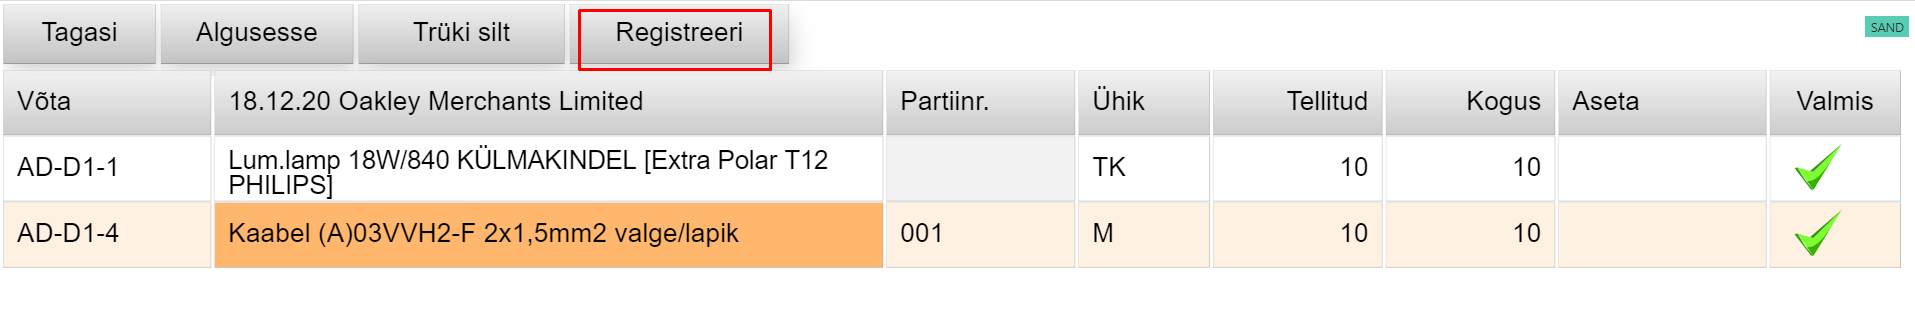 Tagasi Algusesse Trüki silt Registreeri SAND
Võta 18.12.20 Oakley Merchants Limited Partiinr. Ühik Tellitud Kogus Aseta Valmis
AD-D1-1 Lum.lamp 18W/840 KÜLMAKINDEL [Extra Polar T12
PHILIPS] TK 10 10
AD-D1-4 Kaabel (A)03VVH2-F 2x1,5mm2 valge/lapik 001 M 10 10